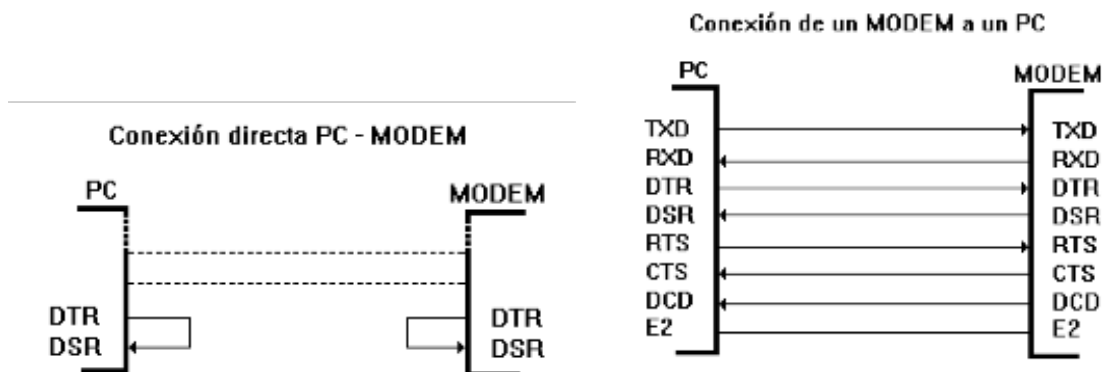 Conexión directa PC - MODEM
PC MODEM
DTR DTR
DSR DSR
Conexión de un MODEM a un PC
PC MODEM
TXD TXD
RXD RXD
DTR DTR
DSR DSR
RTS RTS
CTS CTS
DCD DCD
E2 E2